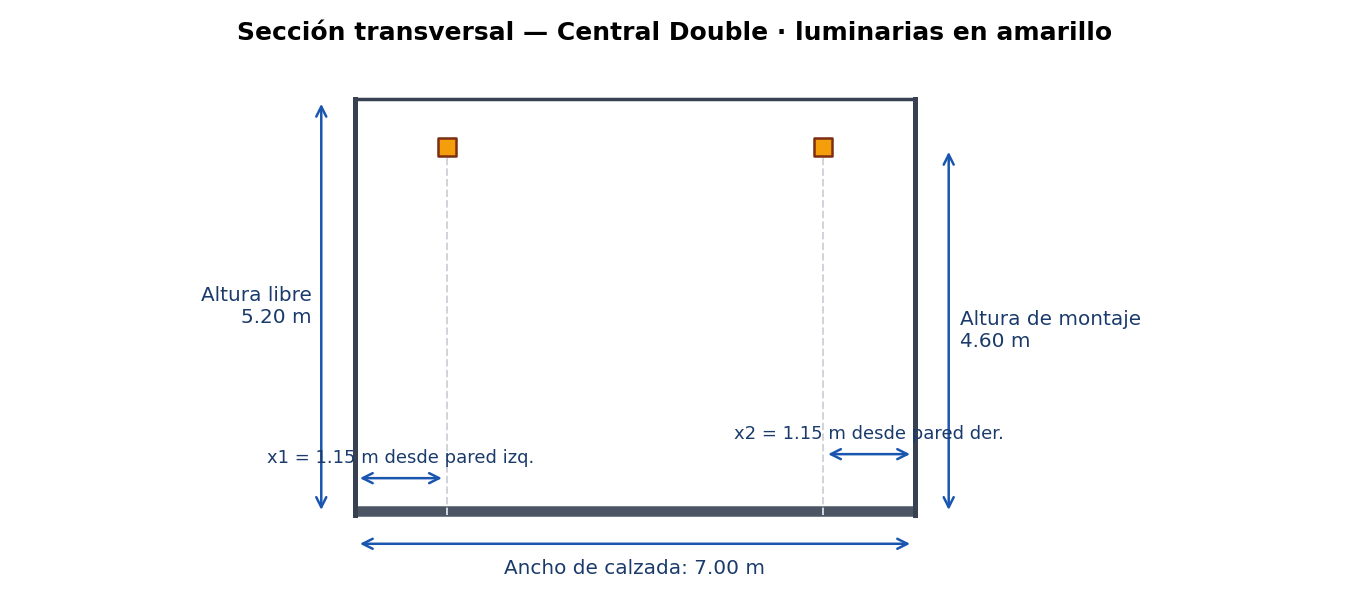 Sección transversal — Central Double · luminarias en amarillo
Altura libre
5.20 m
Altura de montaje
4.60 m
x2 = 1.15 m desde pared der.
x1 = 1.15 m desde pared izq.
Ancho de calzada: 7.00 m